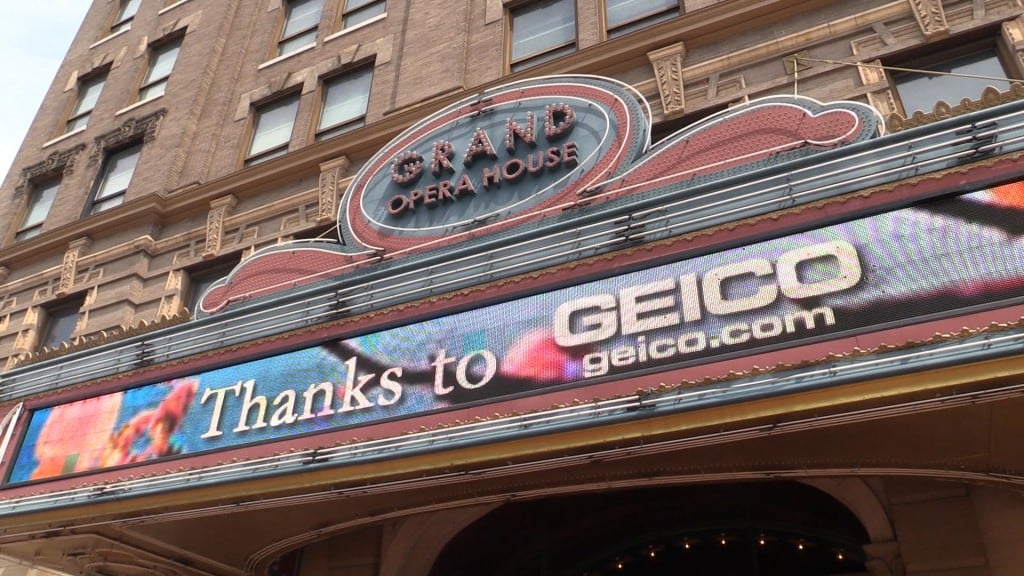 GRAND
OPERA HOUSE
Thanks to GEICO
geico.com